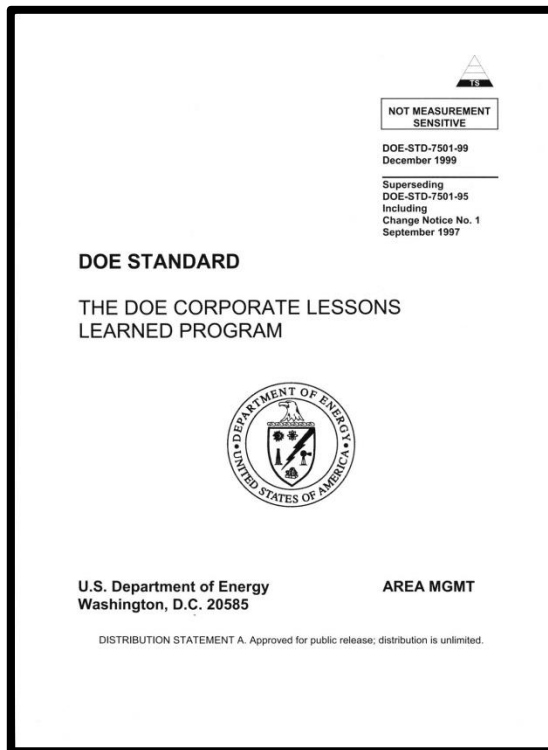 TS
NOT MEASUREMENT
SENSITIVE
DOE-STD-7501-99
December 1999
Superseding
DOE-STD-7501-95
Including
Change Notice No. 1
September 1997
DOE STANDARD
THE DOE CORPORATE LESSONS
LEARNED PROGRAM
DEPARTMENT OF ENERGY
UNITED STATES OF AMERICA
U.S. Department of Energy
Washington, D.C. 20585
AREA MGMT
DISTRIBUTION STATEMENT A. Approved for public release; distribution is unlimited.